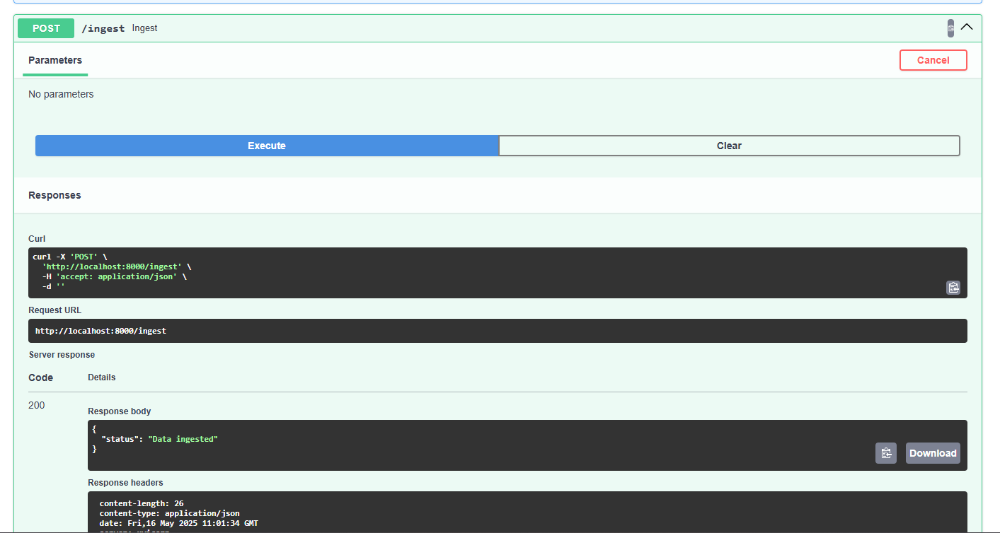 POST /ingest Ingest
Parameters
Cancel
No parameters
Execute
Clear
Responses
Curl
curl -X 'POST' \
'http://localhost:8000/ingest' \
-H 'accept: application/json' \
-d ''
Request URL
http://localhost:8000/ingest
Server response
Code Details
200
Response body
{
"status": "Data ingested"
}
Download
Response headers
content-length: 26
content-type: application/json
date: Fri,16 May 2025 11:01:34 GMT